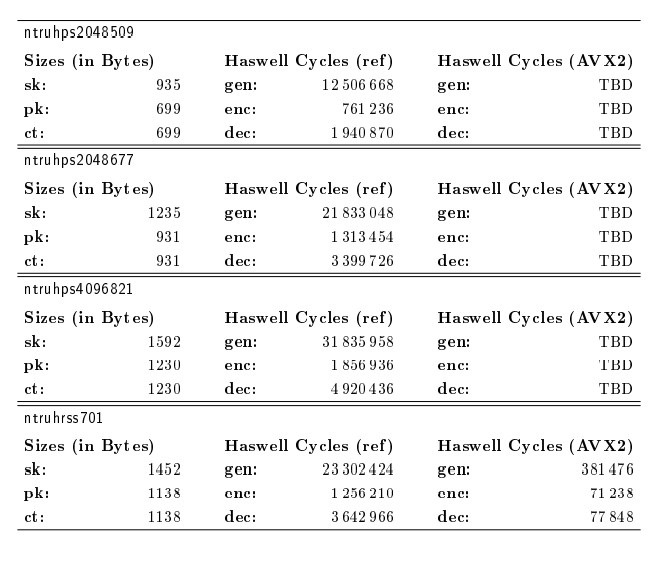 ntruhps2048509
Sizes (in Bytes) Haswell Cycles (ref) Haswell Cycles (AVX2)
sk: 935 gen: 12 506 668 gen: TBD
pk: 699 enc: 761 236 enc: TBD
ct: 699 dec: 1 940 870 dec: TBD
ntruhps2048677
Sizes (in Bytes) Haswell Cycles (ref) Haswell Cycles (AVX2)
sk: 1235 gen: 21 833 048 gen: TBD
pk: 931 enc: 1 313 454 enc: TBD
ct: 931 dec: 3 399 726 dec: TBD
ntruhps4096821
Sizes (in Bytes) Haswell Cycles (ref) Haswell Cycles (AVX2)
sk: 1592 gen: 31 835 958 gen: TBD
pk: 1230 enc: 1 856 936 enc: TBD
ct: 1230 dec: 4 920 436 dec: TBD
ntruhrss701
Sizes (in Bytes) Haswell Cycles (ref) Haswell Cycles (AVX2)
sk: 1452 gen: 23 302 424 gen: 381 476
pk: 1138 enc: 1 256 210 enc: 71 238
ct: 1138 dec: 3 642 966 dec: 77 848